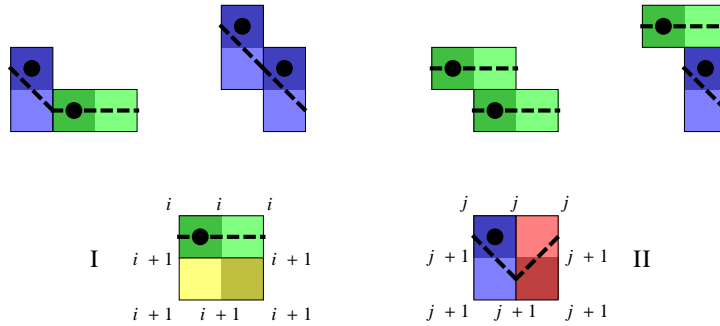 i i i j j j
I i + 1 i + 1 j + 1 j + 1 II
i + 1 i + 1 i + 1 j + 1 j + 1 j + 1